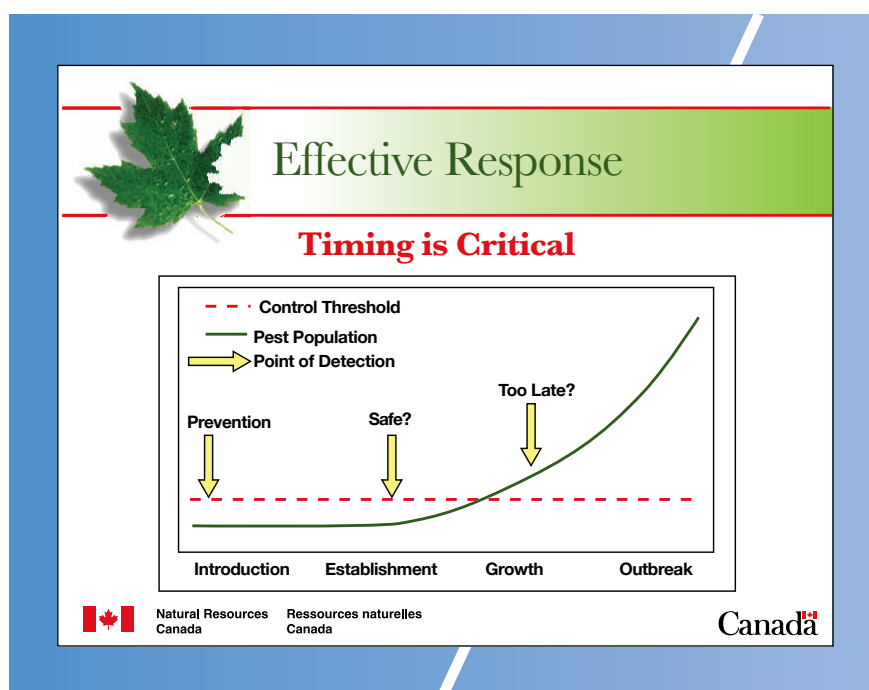 Effective Response
Timing is Critical
Control Threshold
Pest Population
Point of Detection
Too Late?
Prevention
Safe?
Introduction
Establishment
Growth
Outbreak
Natural Resources
Canada
Ressources naturelles
Canada
Canada